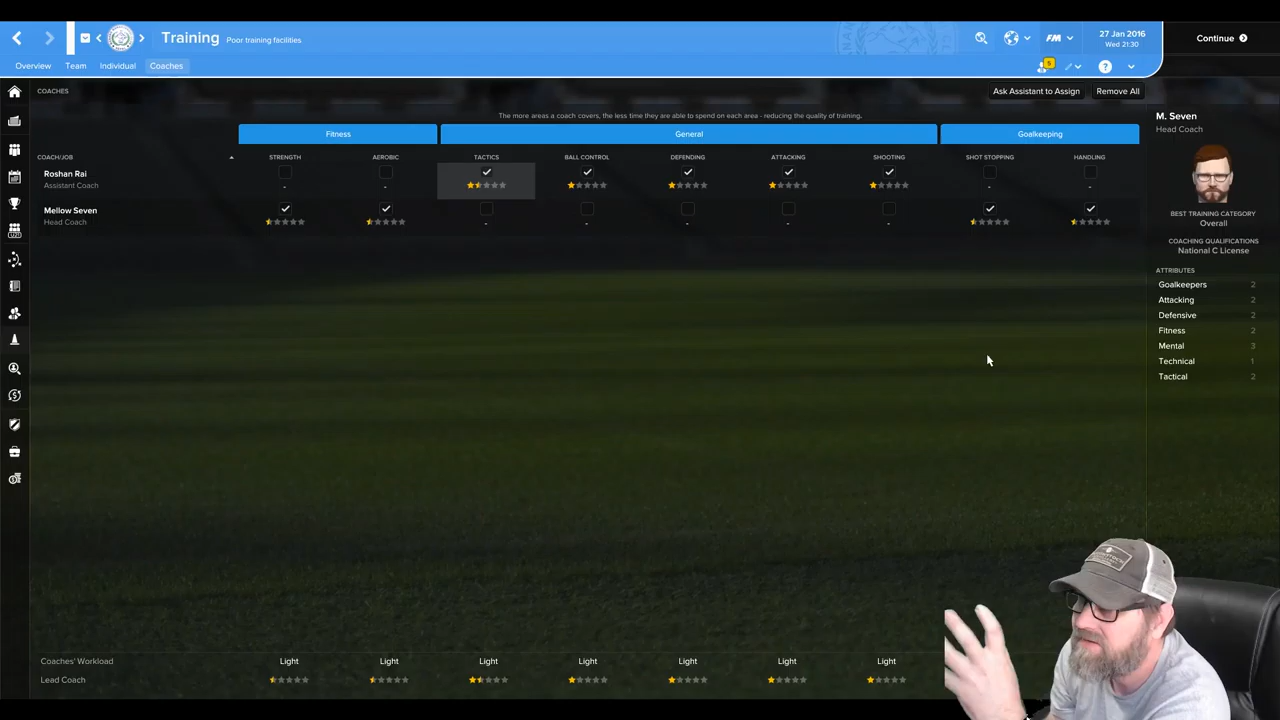 Training
Poor training facilities
FM
27 Jan 2016
Wed 21:30
Continue
Overview
Team
Individual
Coaches
5
?
COACHES
Ask Assistant to Assign
Remove All
The more areas a coach covers, the less time they are able to spend on each area - reducing the quality of training.
Fitness
General
Goalkeeping
COACH/JOB
STRENGTH
AEROBIC
TACTICS
BALL CONTROL
DEFENDING
ATTACKING
SHOOTING
SHOT STOPPING
HANDLING
Roshan Rai
Assistant Coach
- - - -
Mellow Seven
Head Coach
- - - - -
M. Seven
Head Coach
BEST TRAINING CATEGORY
Overall
COACHING QUALIFICATIONS
National C License
ATTRIBUTES
Goalkeepers 2
Attacking 2
Defensive 2
Fitness 2
Mental 3
Technical 1
Tactical 2
Coaches' Workload Light Light Light Light Light Light Light
Lead Coach